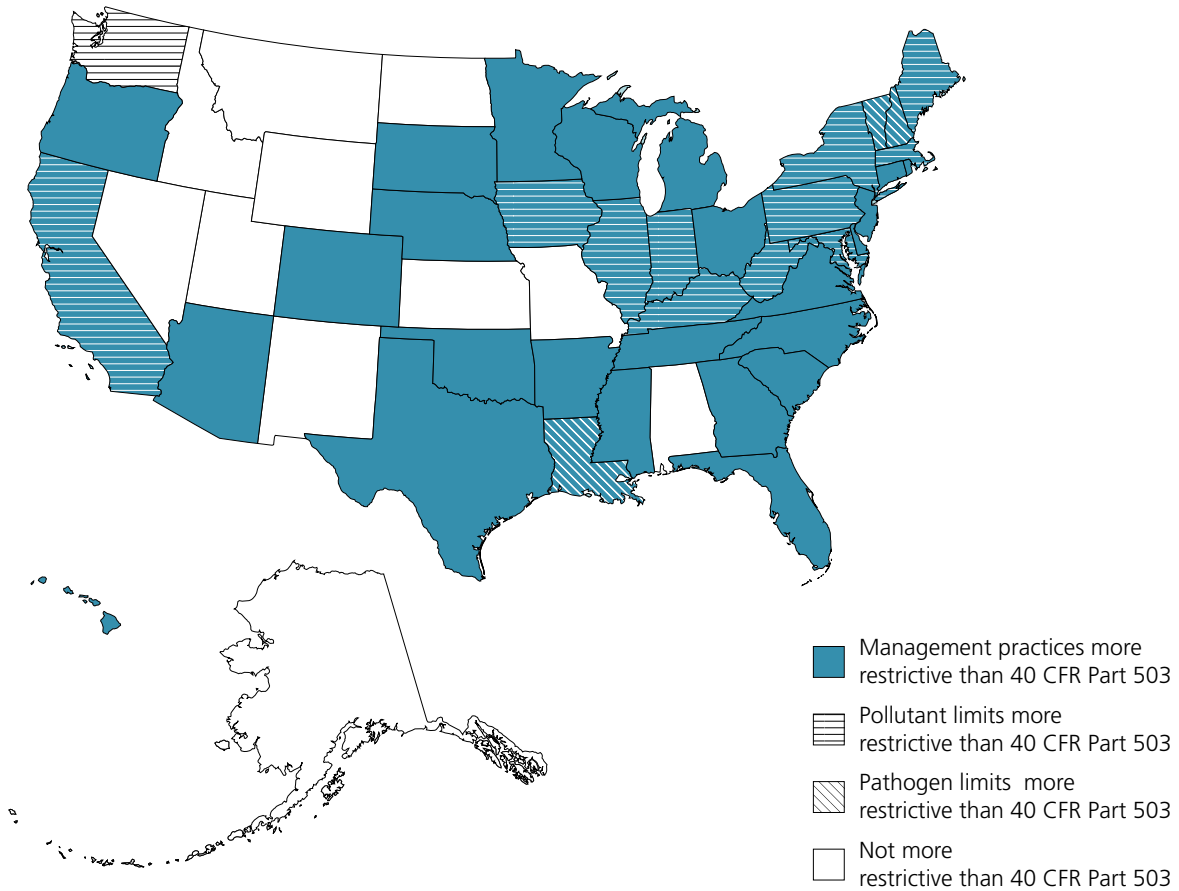 Management practices more
restrictive than 40 CFR Part 503
Pollutant limits more
restrictive than 40 CFR Part 503
Pathogen limits  more
restrictive than 40 CFR Part 503
Not more
restrictive than 40 CFR Part 503